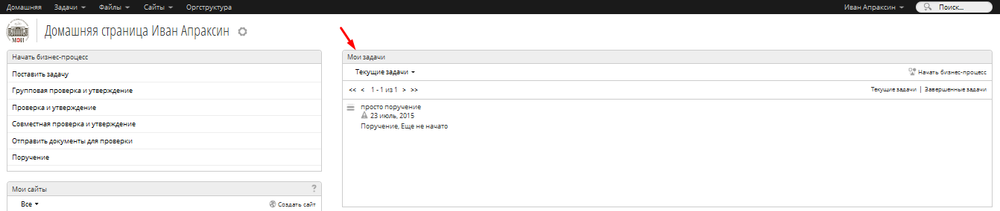 Домашняя Задачи Файлы Сайты Оргструктура Иван Апраксин Поиск...
МЭИ
Домашняя страница Иван Апраксин
Начать бизнес-процесс
Поставить задачу
Групповая проверка и утверждение
Проверка и утверждение
Совместная проверка и утверждение
Отправить документы для проверки
Поручение
Мои сайты ?
Все Создать сайт
Мои задачи
Текущие задачи Начать бизнес-процесс
<< < 1 - 1 из 1 > >> Текущие задачи | Завершенные задачи
просто поручение
23 июль, 2015
Поручение, Еще не начато